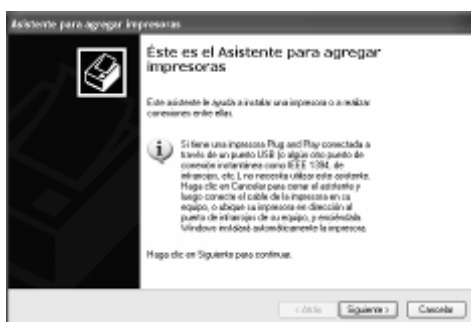 Asistente para agregar impresoras
Éste es el Asistente para agregar
impresoras
Este asistente le ayuda a instalar una impresora o a realizar
conexiones entre ellas.
Si tiene una impresora Plug and Play conectada a
través de un puerto USB (o algún otro punto de
conexión instantánea como IEEE 1394, de
infrarrojos, etc.), no necesita utilizar este asistente.
Haga clic en Cancelar para cerrar el asistente y
luego conecte el cable de la impresora en su
equipo, o ubique su impresora en dirección al
puerto de infrarrojos de su equipo, y enciéndala.
Windows instalará automáticamente la impresora.
Haga clic en Siguiente para continuar.
< Atrás
Siguiente >
Cancelar